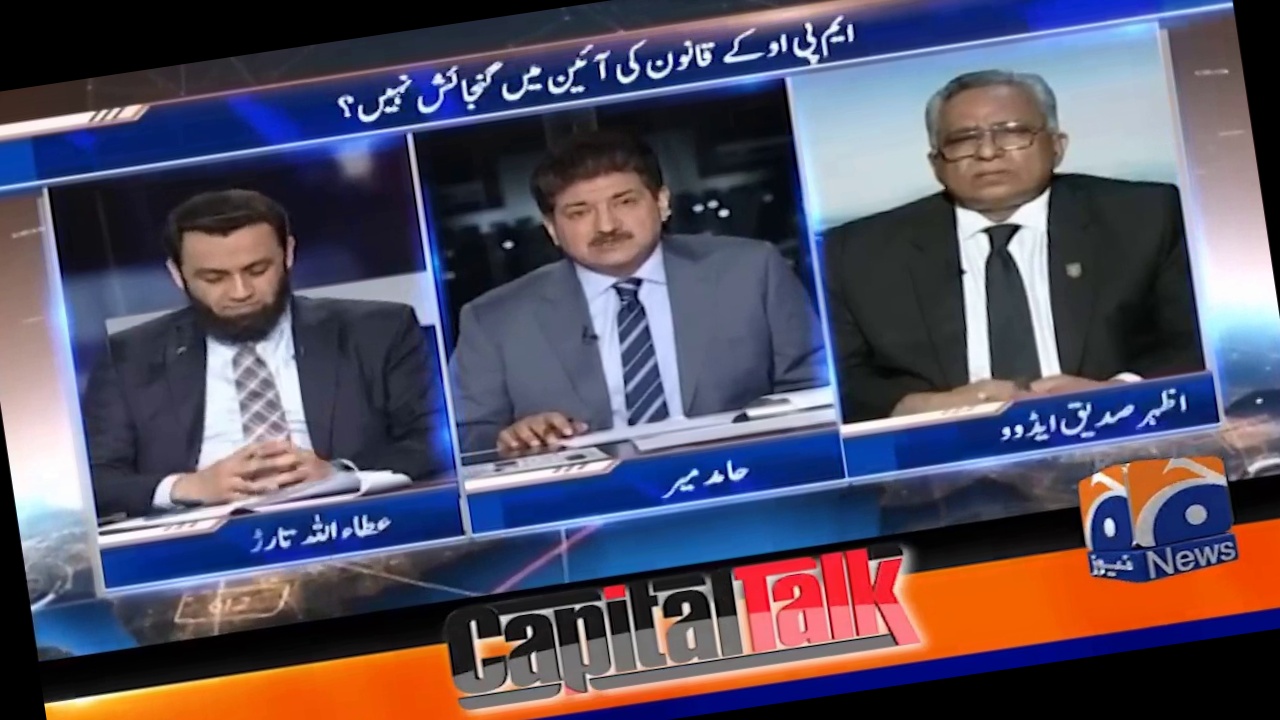 ایم پی او کے قانون کی آئین میں گنجائش نہیں؟
اظہر صدیق ایڈوو
حامد میر
عطاء اللہ تارڑ
Capital Talk
نیوز News